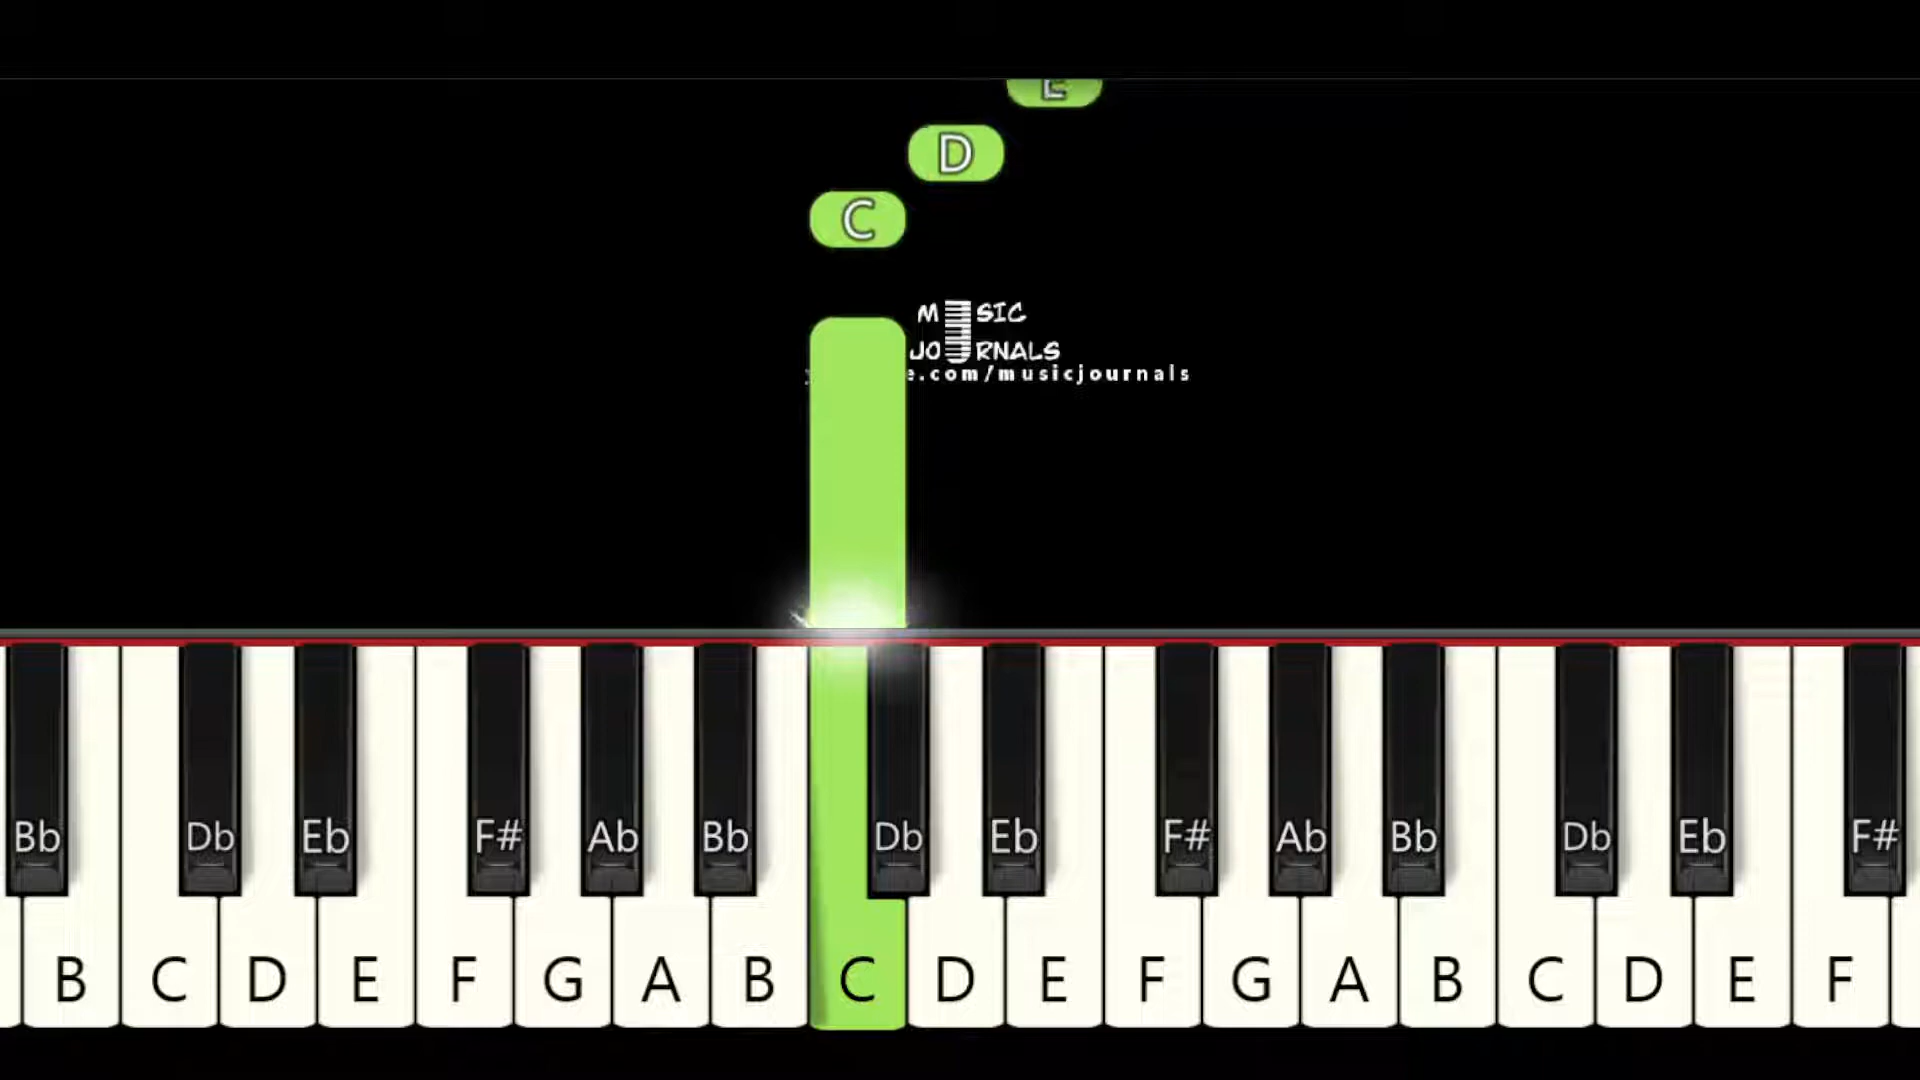 E
D
C
MUSIC
JOURNALS
e.com/musicjournals
Bb Db Eb F# Ab Bb Db Eb F# Ab Bb Db Eb F#
B C D E F G A B C D E F G A B C D E F